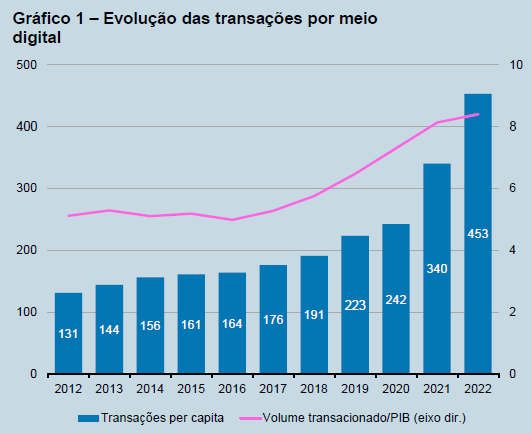 Gráfico 1 – Evolução das transações por meio
digital
500 10
400 8
300 6
200 4
100 2
0 0
131 144 156 161 164 176 191 223 242 340 453
2012 2013 2014 2015 2016 2017 2018 2019 2020 2021 2022
Transações per capita Volume transacionado/PIB (eixo dir.)